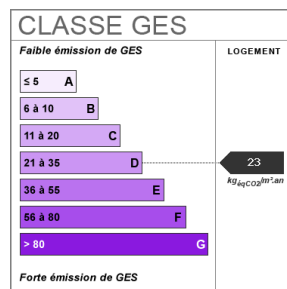 CLASSE GES
Faible émission de GES
LOGEMENT
≤ 5 A
6 à 10 B
11 à 20 C
21 à 35 D
23
kgéqCO2/m².an
36 à 55 E
56 à 80 F
> 80 G
Forte émission de GES